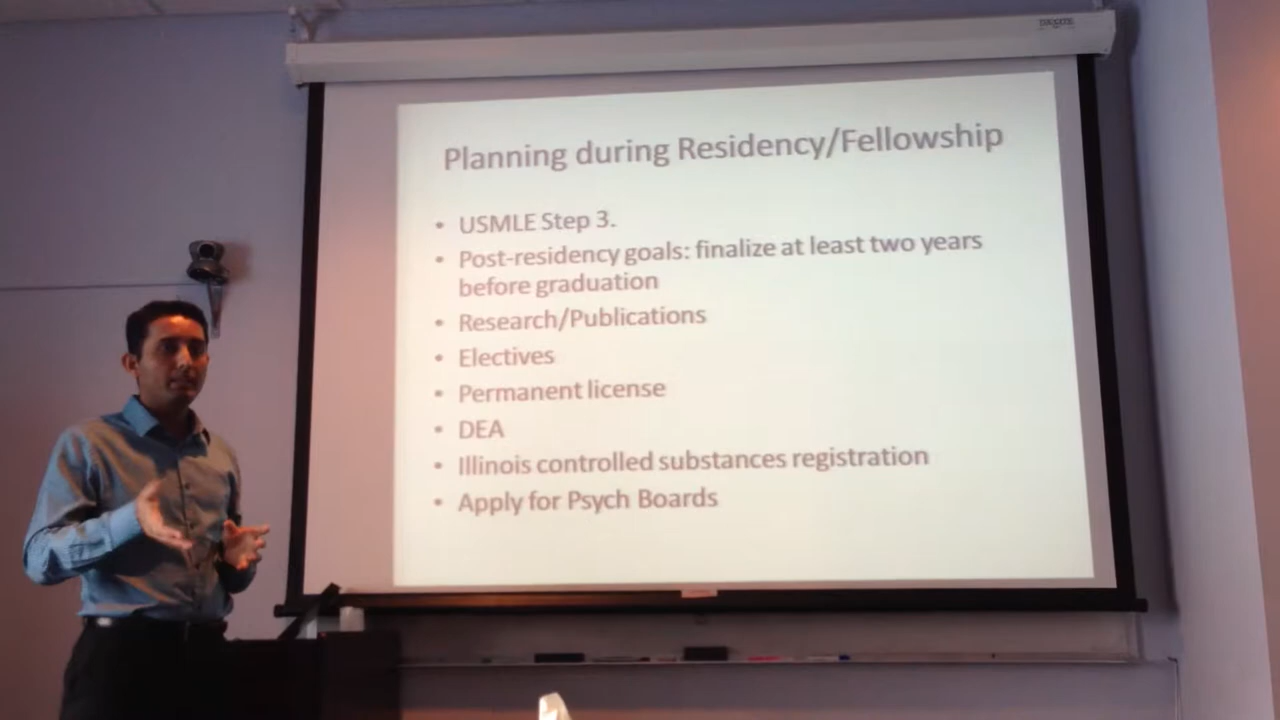 Planning during Residency/Fellowship
• USMLE Step 3.
• Post-residency goals: finalize at least two years
before graduation
• Research/Publications
• Electives
• Permanent license
• DEA
• Illinois controlled substances registration
• Apply for Psych Boards